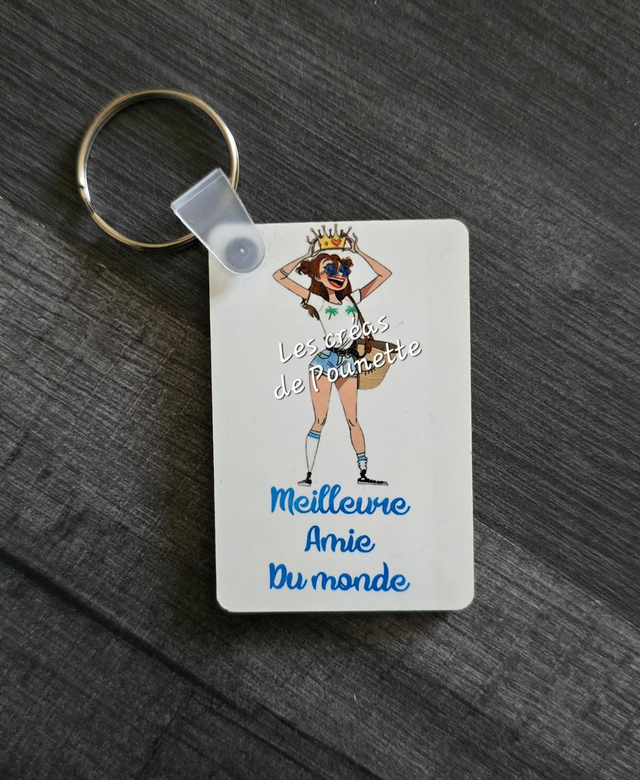 Les créas
de Pounette
Meilleure
Amie
Du monde